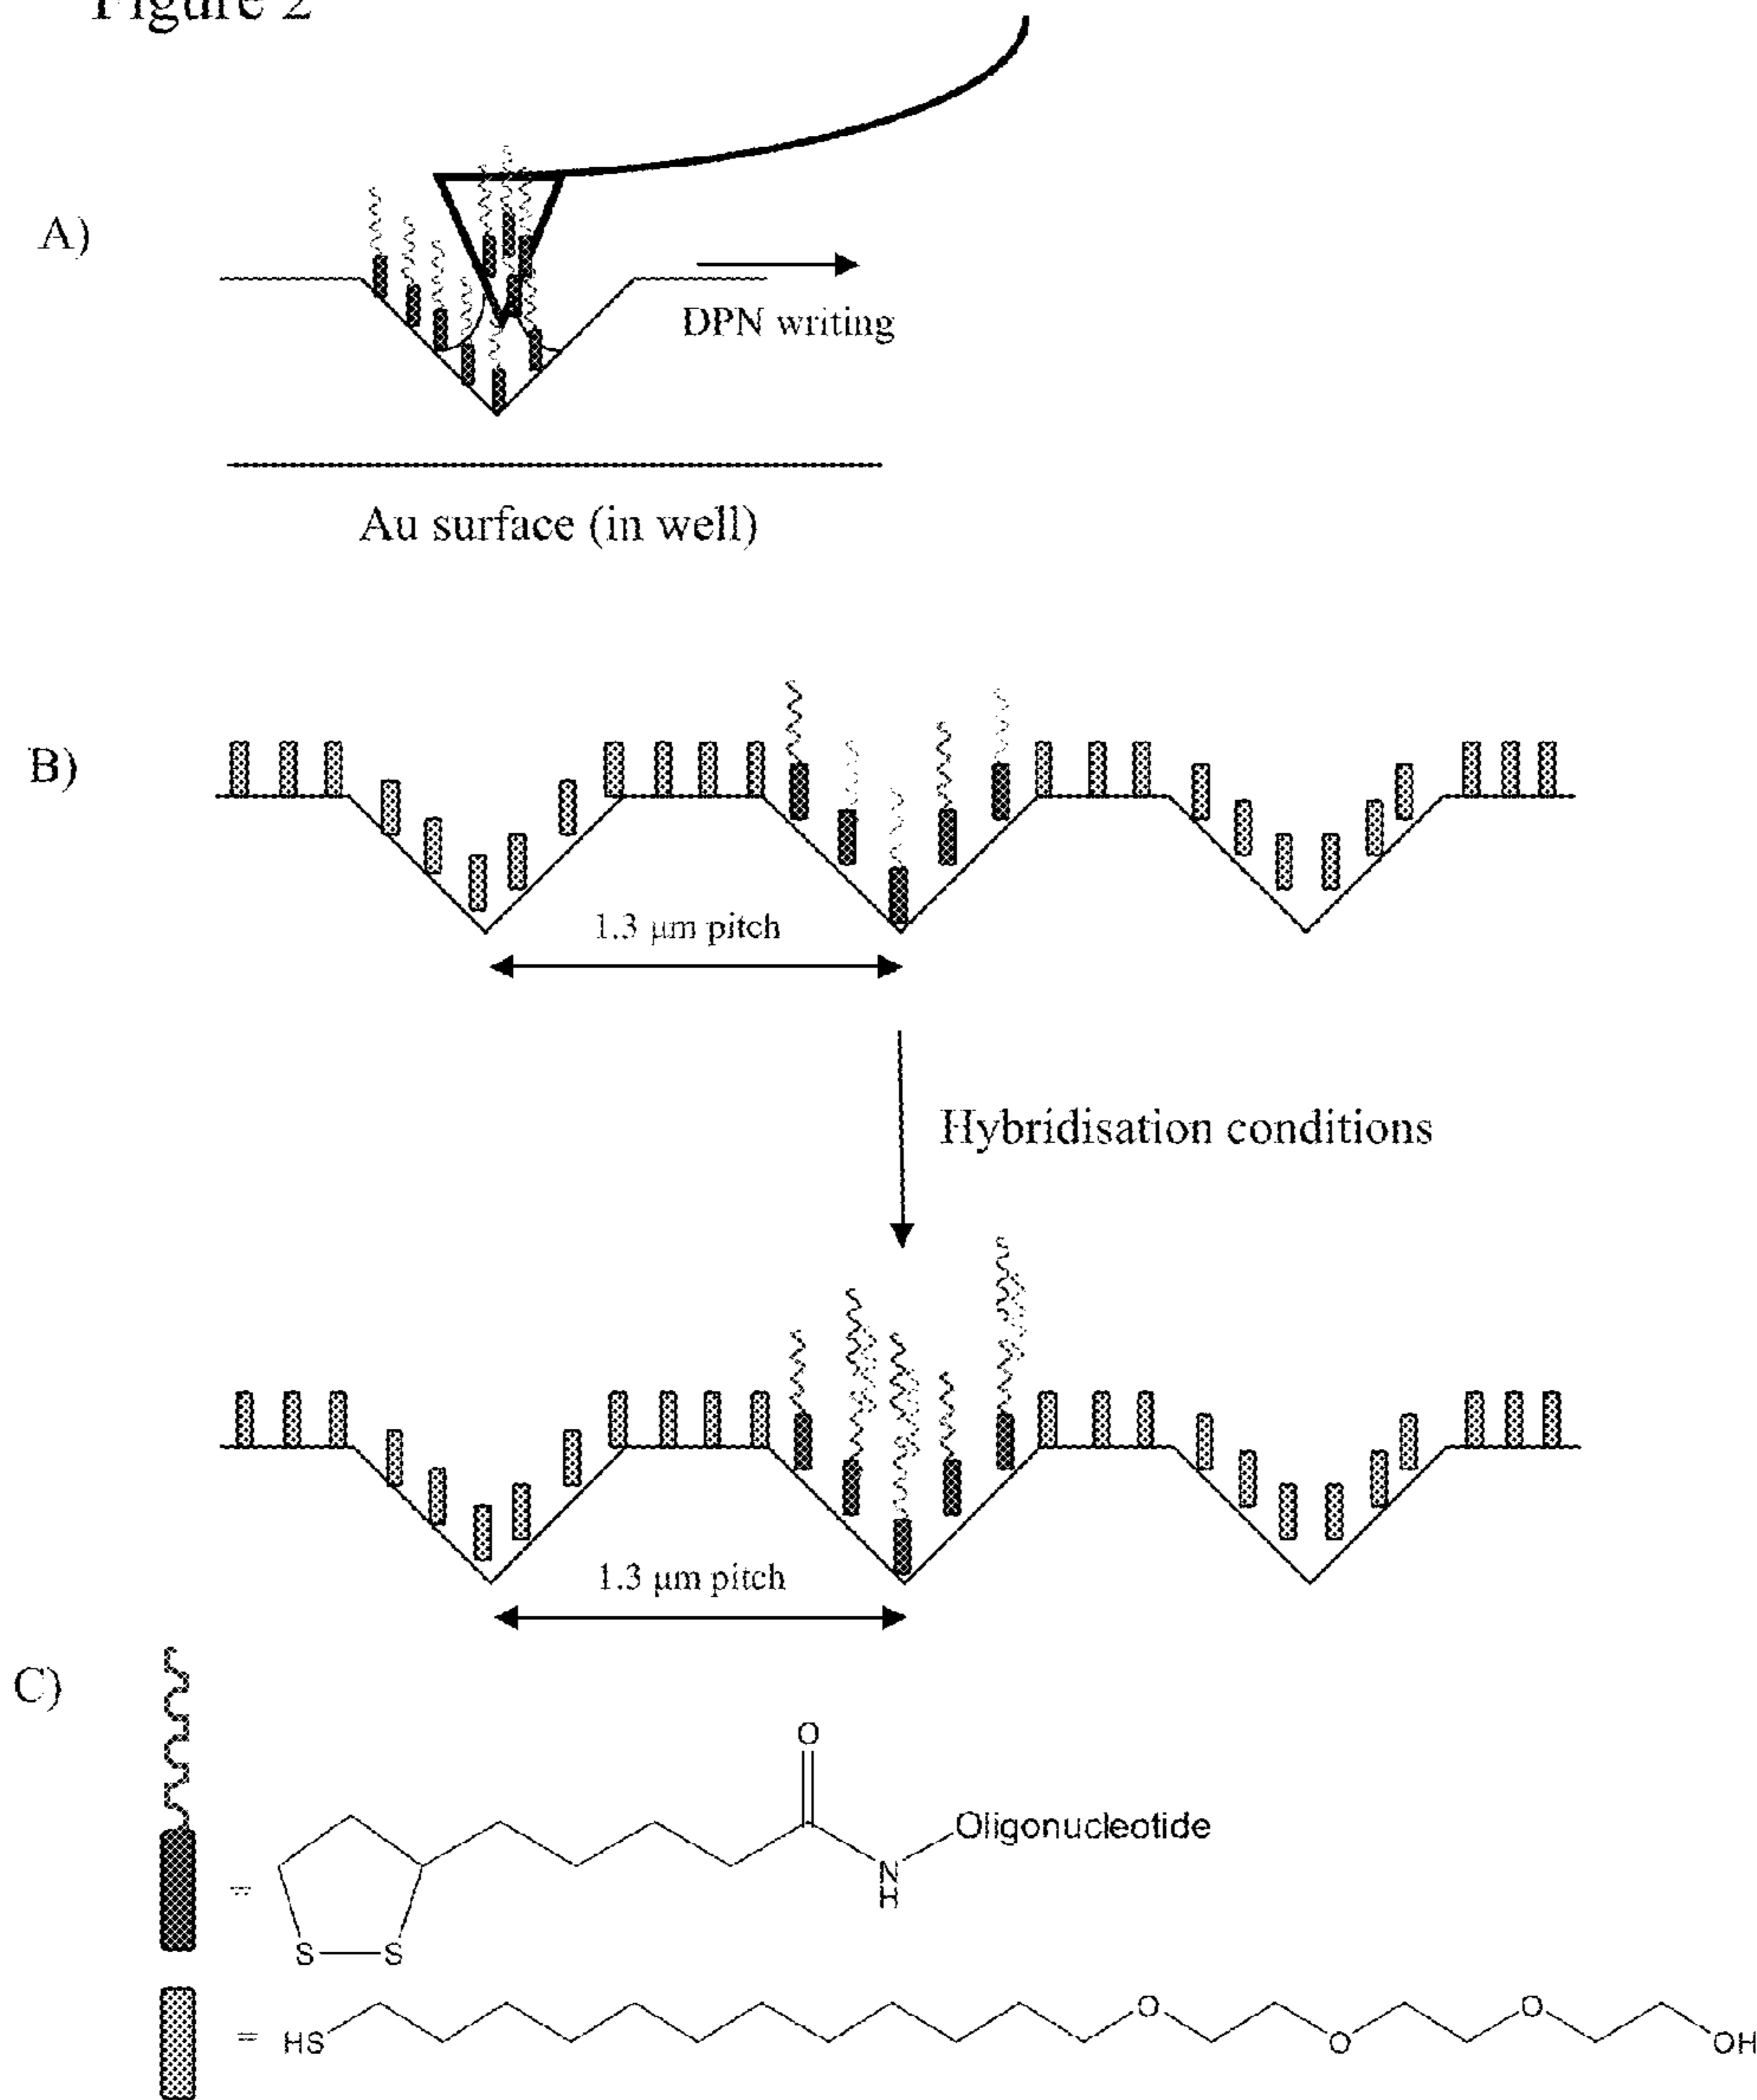 Figure 2
A)
DPN writing
Au surface (in well)
B)
1.3 μm pitch
Hybridisation conditions
1.3 μm pitch
C)
O
Oligonucleotide
N
H
=
S S
O O
= HS O OH